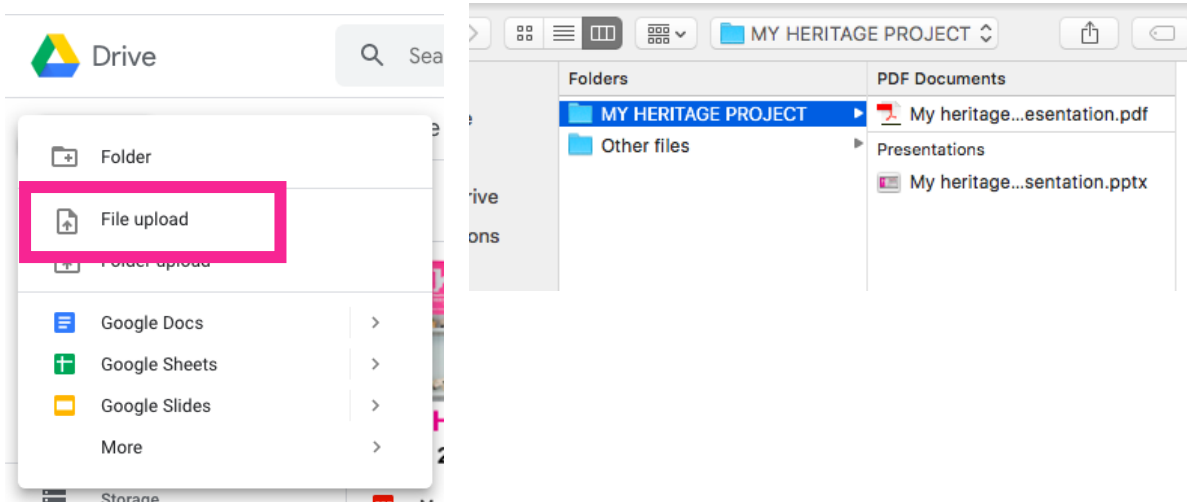 Drive
Sea
Folder
File upload
Folder upload
Google Docs
Google Sheets
Google Slides
More
Storage
MY HERITAGE PROJECT
Folders
MY HERITAGE PROJECT
Other files
rive
ons
PDF Documents
My heritage...esentation.pdf
Presentations
My heritage...sentation.pptx